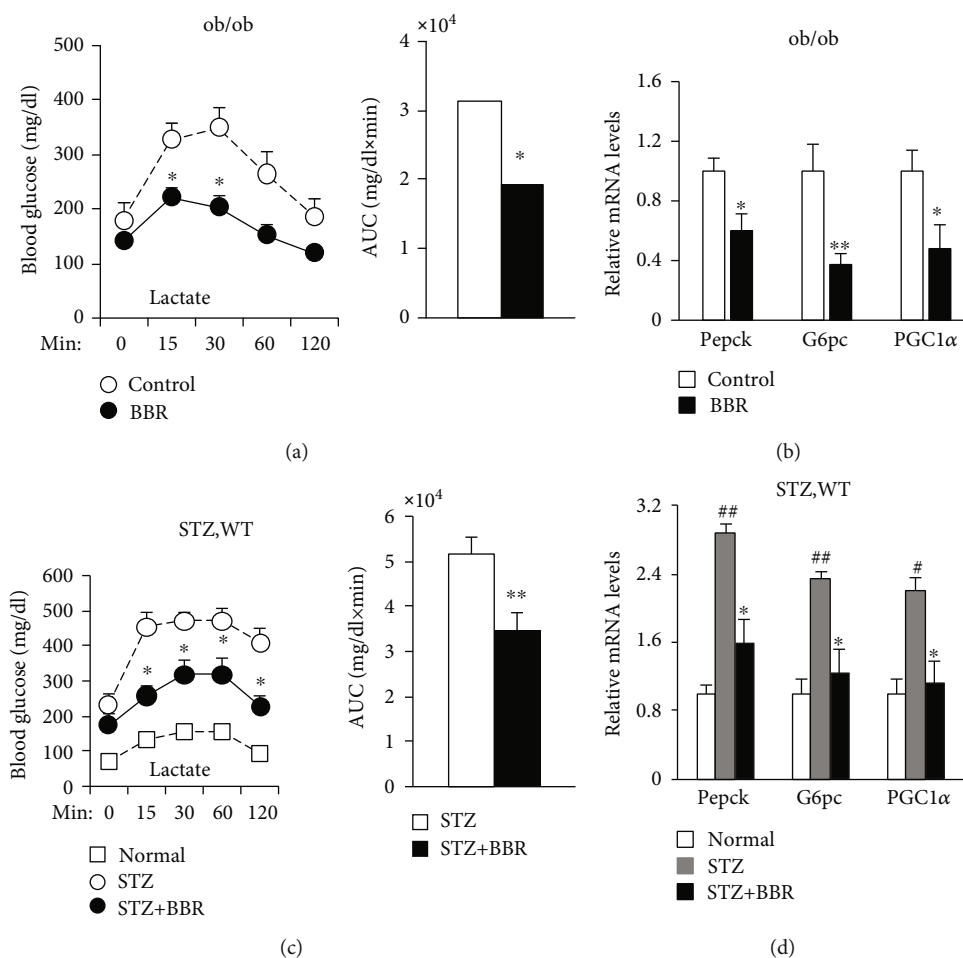 ob/ob
Blood glucose (mg/dl)
500
400
300
200
100
0
* *
Lactate
Min: 0 15 30 60 120
Control
BBR
×10⁴
AUC (mg/dl×min)
4
3
2
1
0
*
(a)
ob/ob
Relative mRNA levels
1.6
1.2
0.8
0.4
0
* ** *
Pepck G6pc PGC1α
Control
BBR
(b)
STZ,WT
Blood glucose (mg/dl)
600
500
400
300
200
100
0
* * * *
Lactate
Min: 0 15 30 60 120
Normal
STZ
STZ+BBR
×10⁴
AUC (mg/dl×min)
6
5
4
3
2
1
0
**
STZ
STZ+BBR
(c)
STZ,WT
Relative mRNA levels
3.2
2.4
1.6
0.8
0
## ## #
* * *
Pepck G6pc PGC1α
Normal
STZ
STZ+BBR
(d)